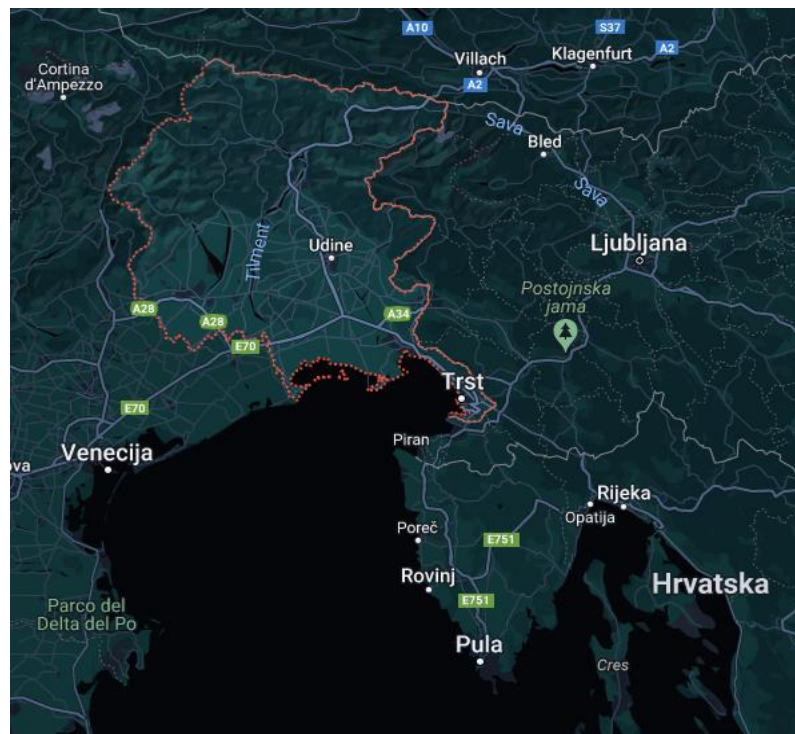 A10
S37
Villach
Klagenfurt
A2
A2
Cortina
d'Ampezzo
Sava
Bled
Sava
Tilment
Udine
Ljubljana
Postojnska
jama
A28
A28
A34
E70
Trst
E70
Piran
Venecija
ova
Rijeka
Opatija
Poreč
E751
Rovinj
Hrvatska
E751
Parco del
Delta del Po
Pula
Cres